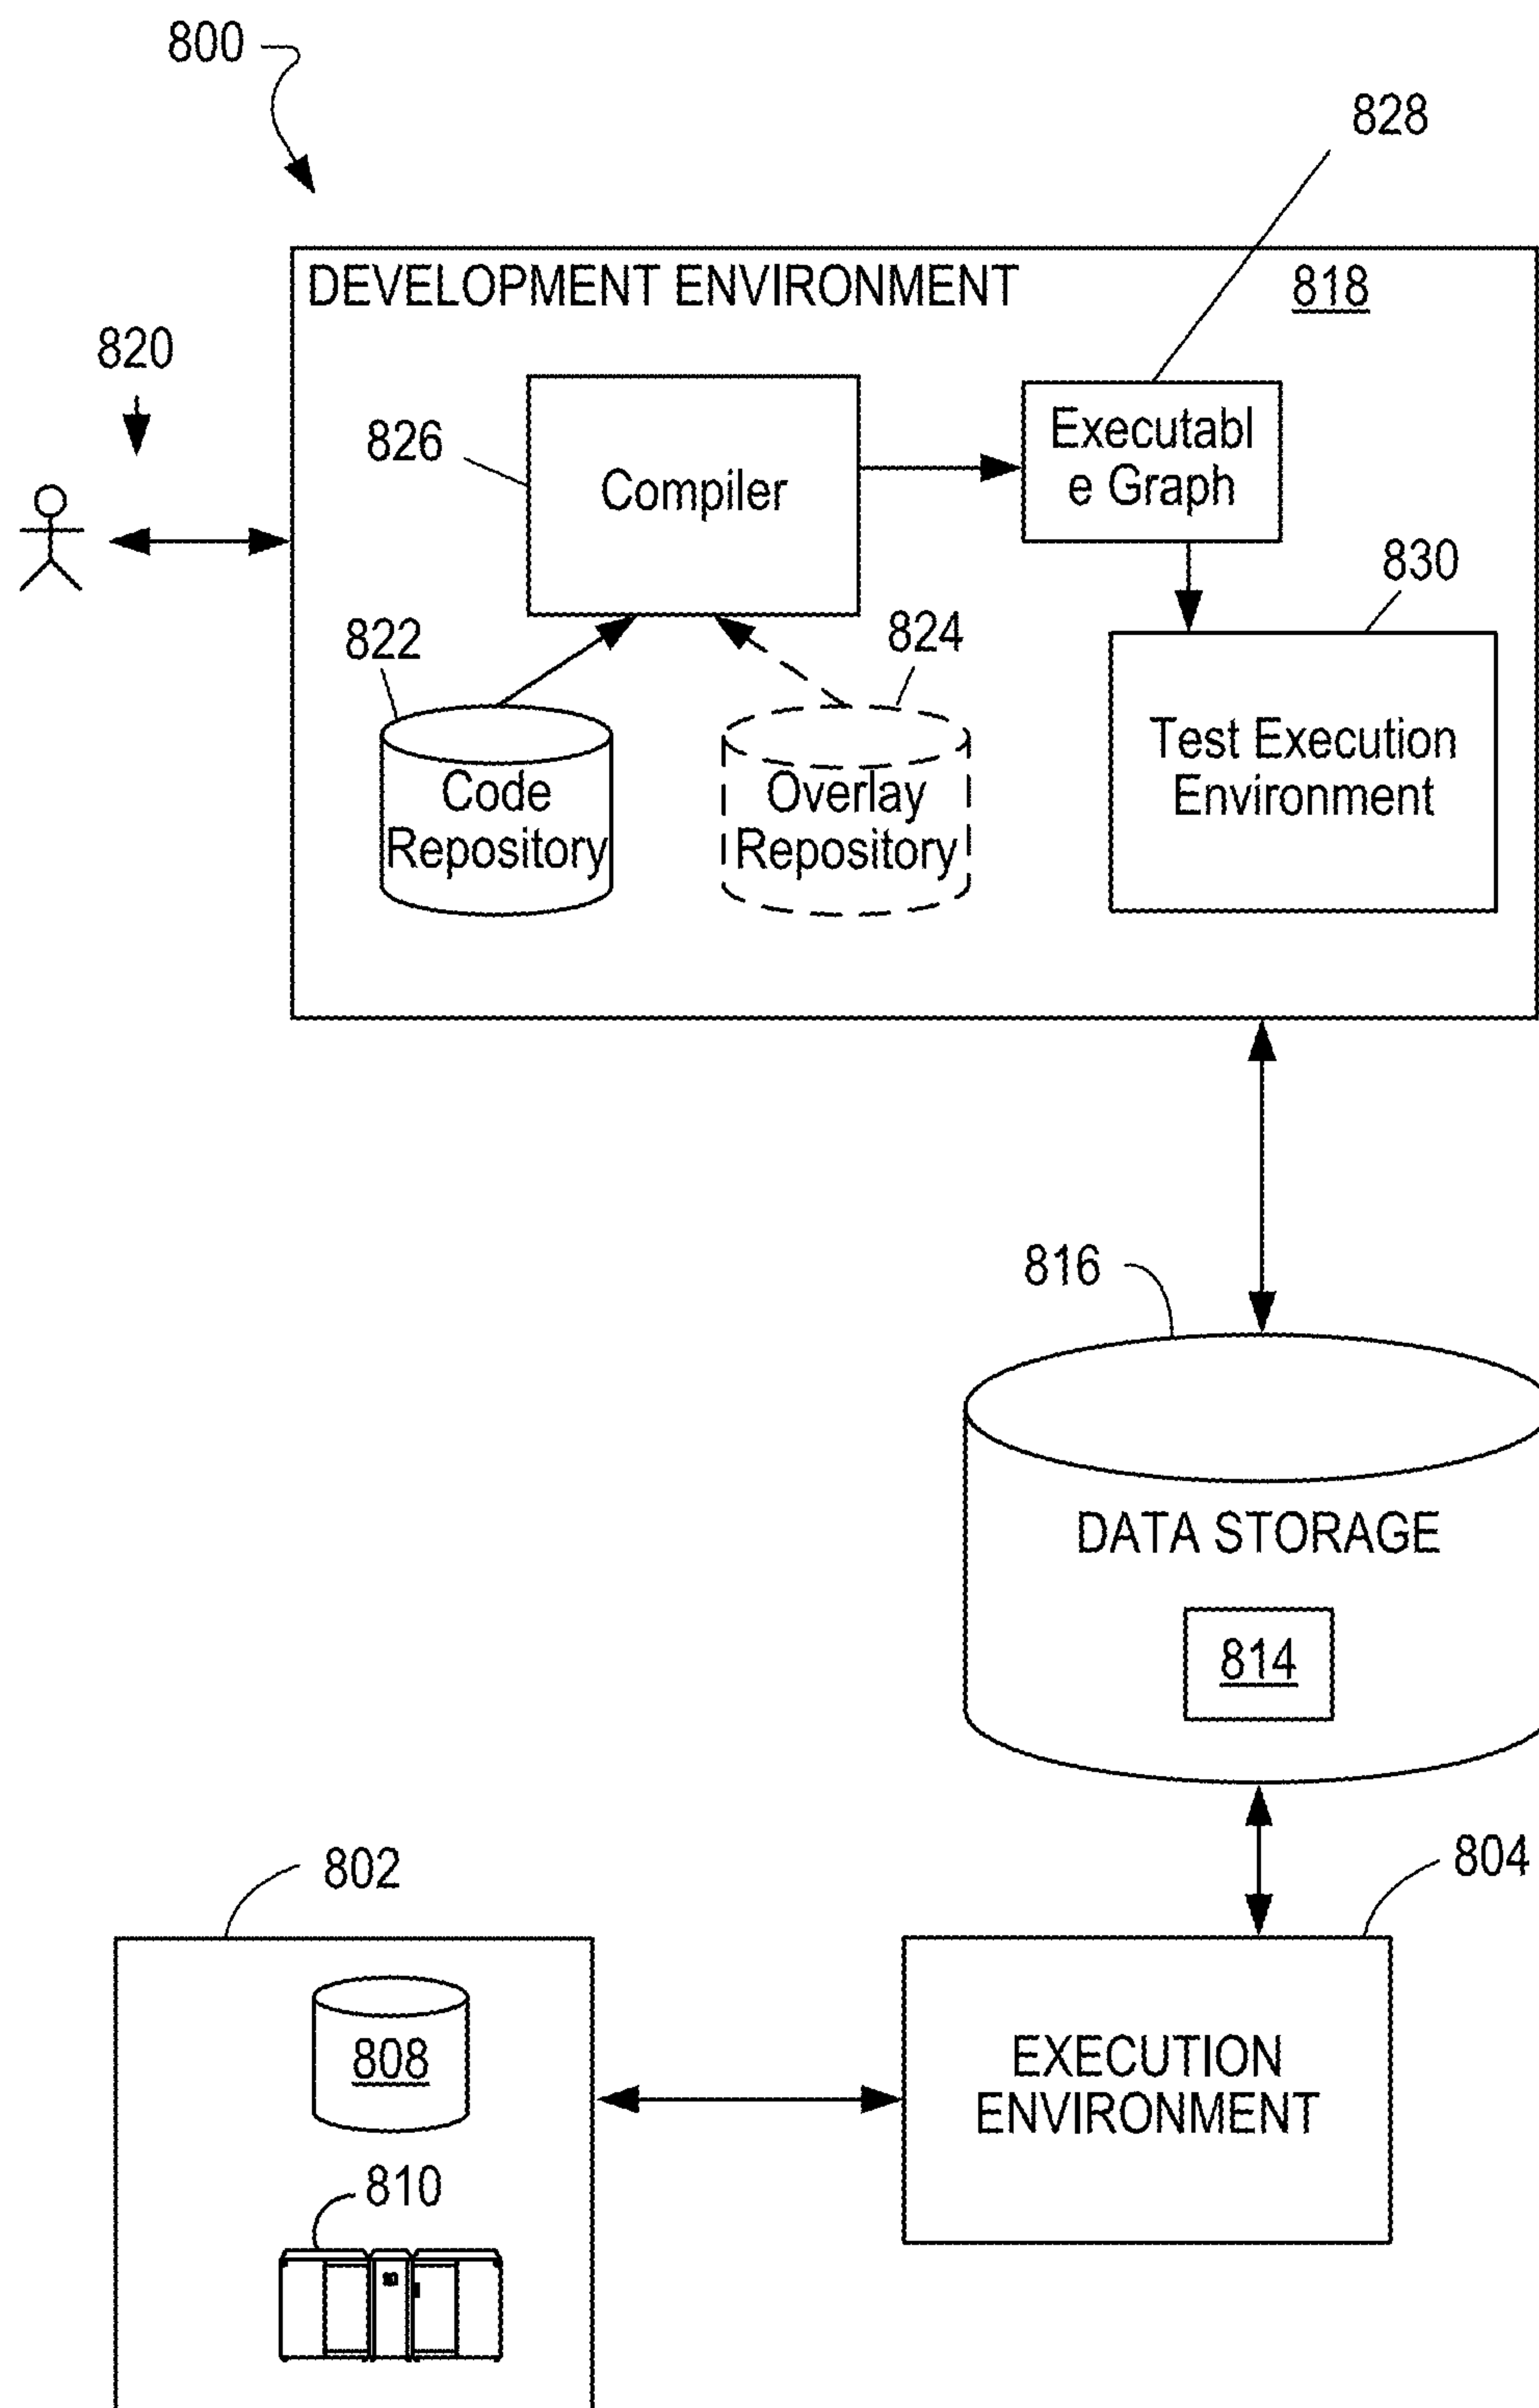 800
828
DEVELOPMENT ENVIRONMENT 818
820
826
Compiler
Executabl
e Graph
830
822
824
Code
Repository
Overlay
Repository
Test Execution
Environment
816
DATA STORAGE
814
802
804
808
EXECUTION
ENVIRONMENT
810